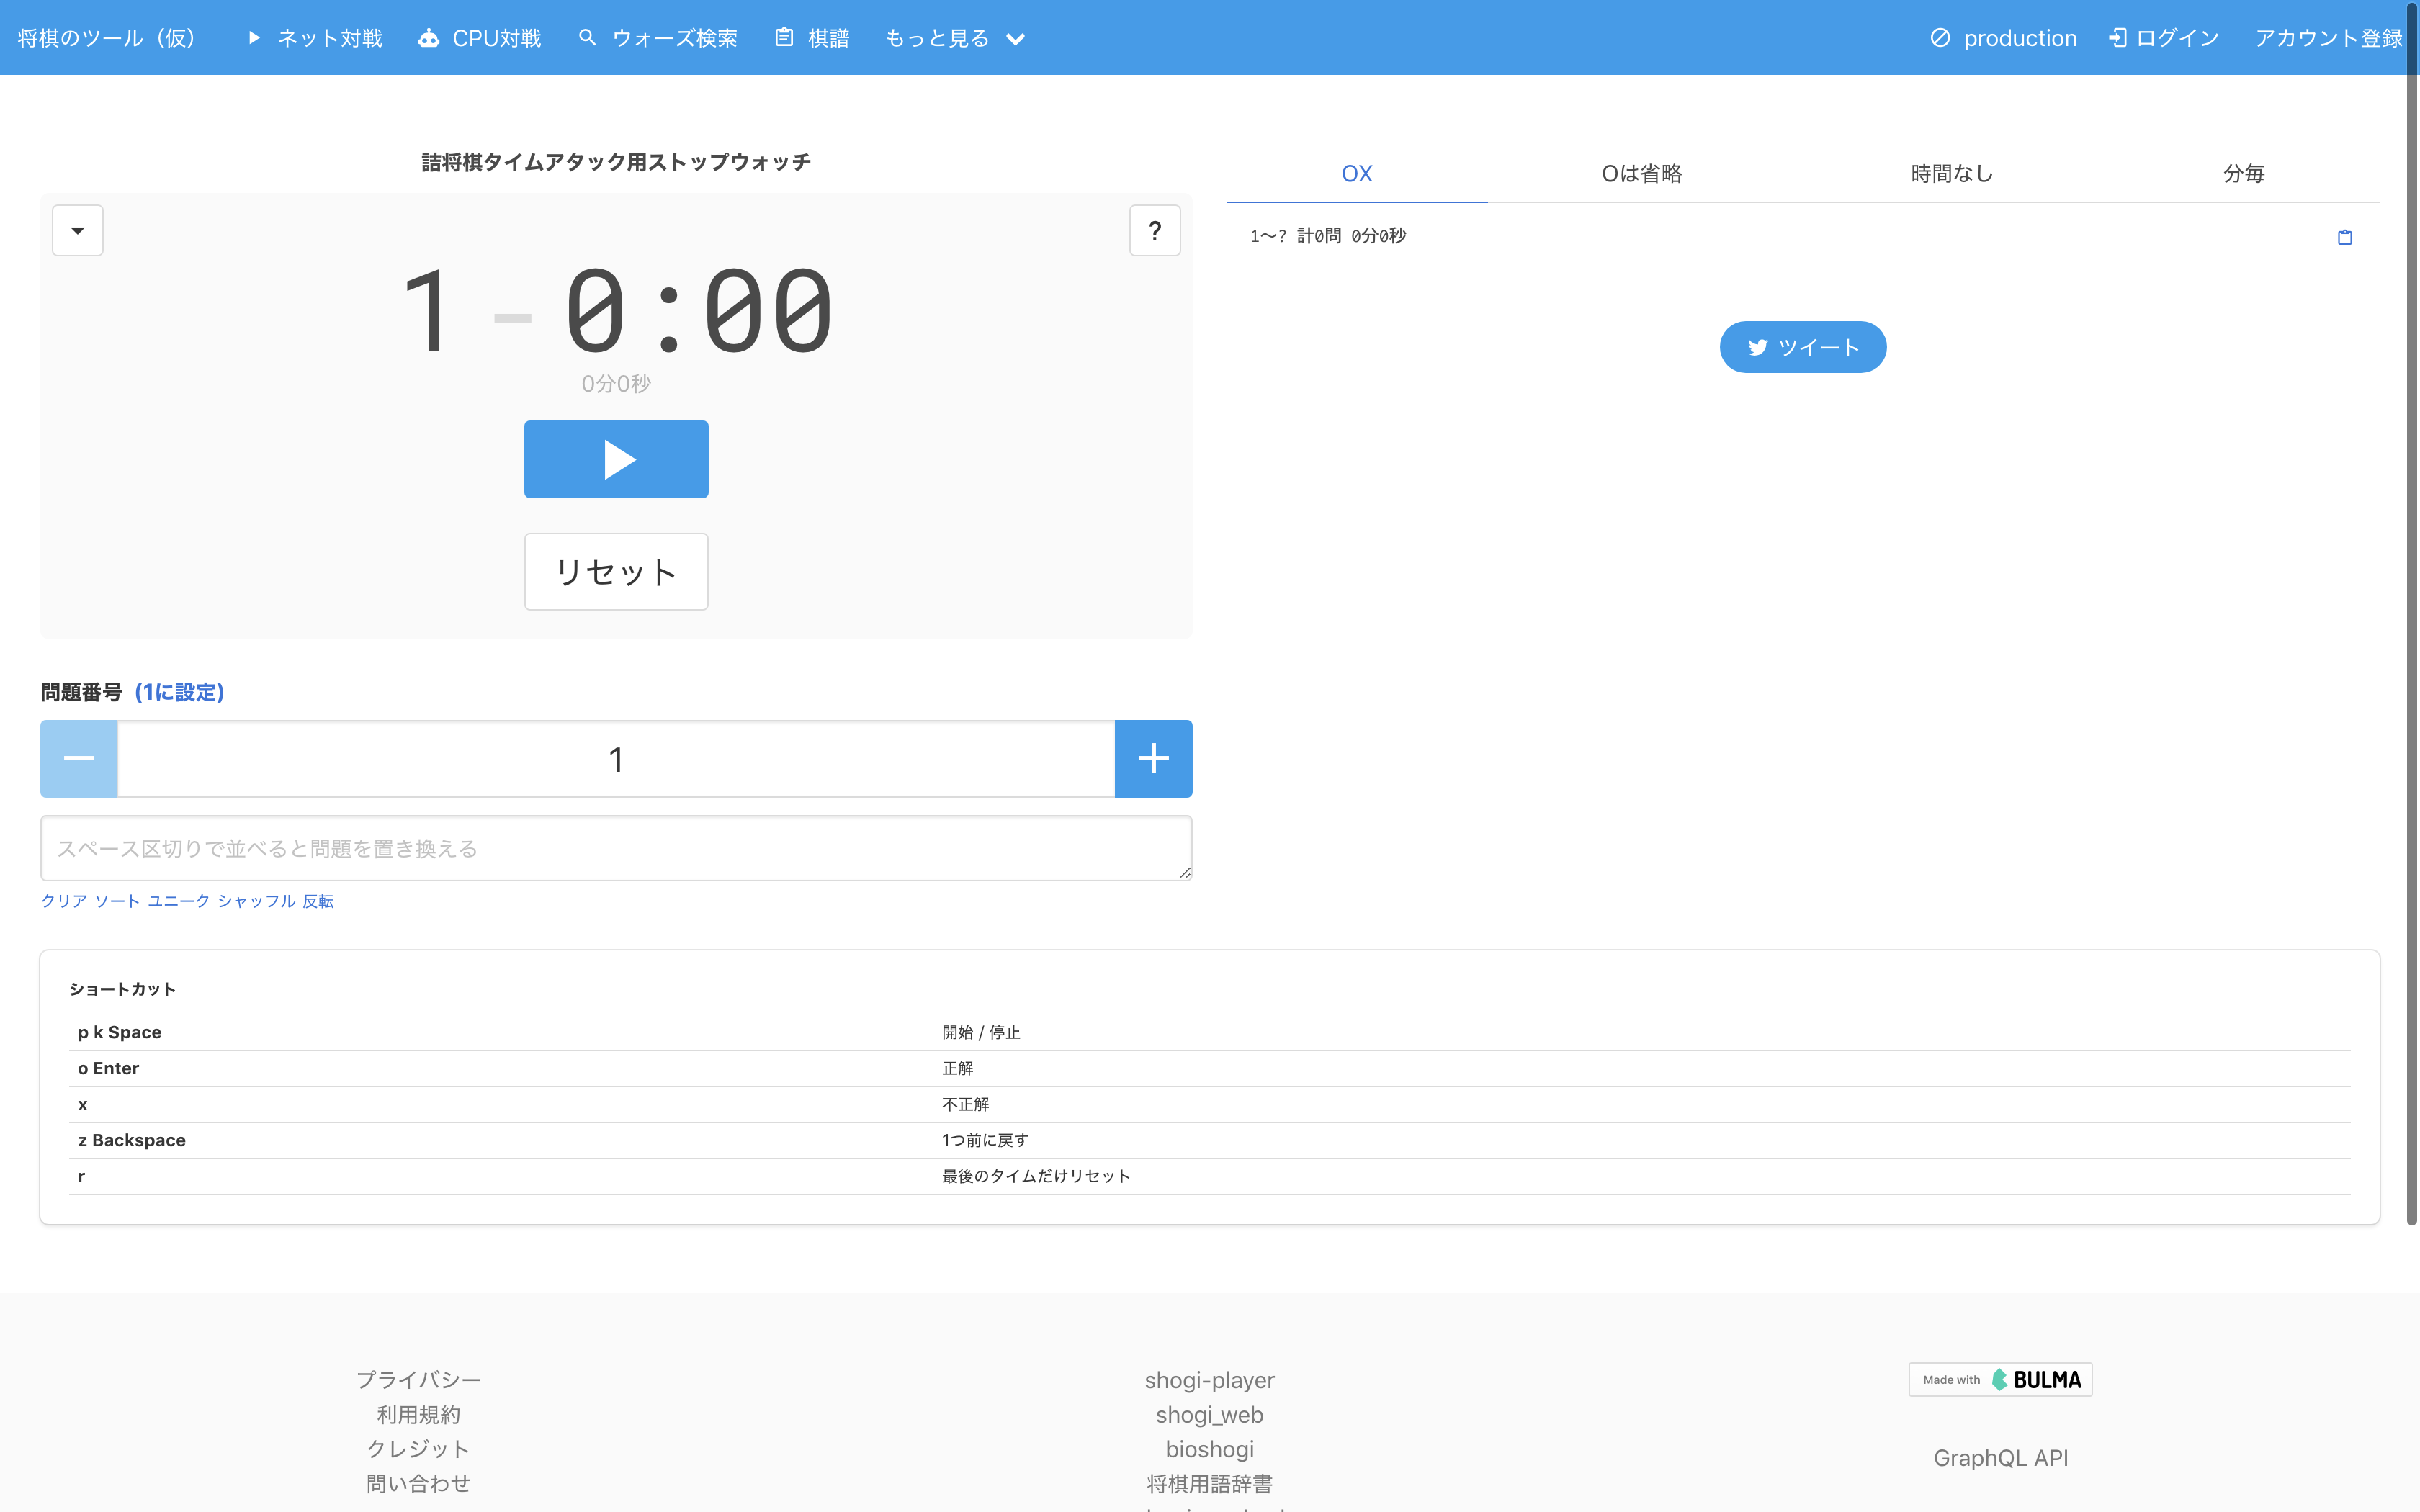 将棋のツール（仮） ネット対戦 CPU対戦 ウォーズ検索 棋譜 もっと見る production ログイン アカウント登録
詰将棋タイムアタック用ストップウォッチ
?
1 - 0:00
0分0秒
リセット
OX Oは省略 時間なし 分毎
1〜? 計0問 0分0秒
ツイート
問題番号 (1に設定)
1
スペース区切りで並べると問題を置き換える
クリア ソート ユニーク シャッフル 反転
ショートカット
p k Space 開始 / 停止
o Enter 正解
x 不正解
z Backspace 1つ前に戻す
r 最後のタイムだけリセット
プライバシー
利用規約
クレジット
問い合わせ
shogi-player
shogi_web
bioshogi
将棋用語辞書
Made with BULMA
GraphQL API